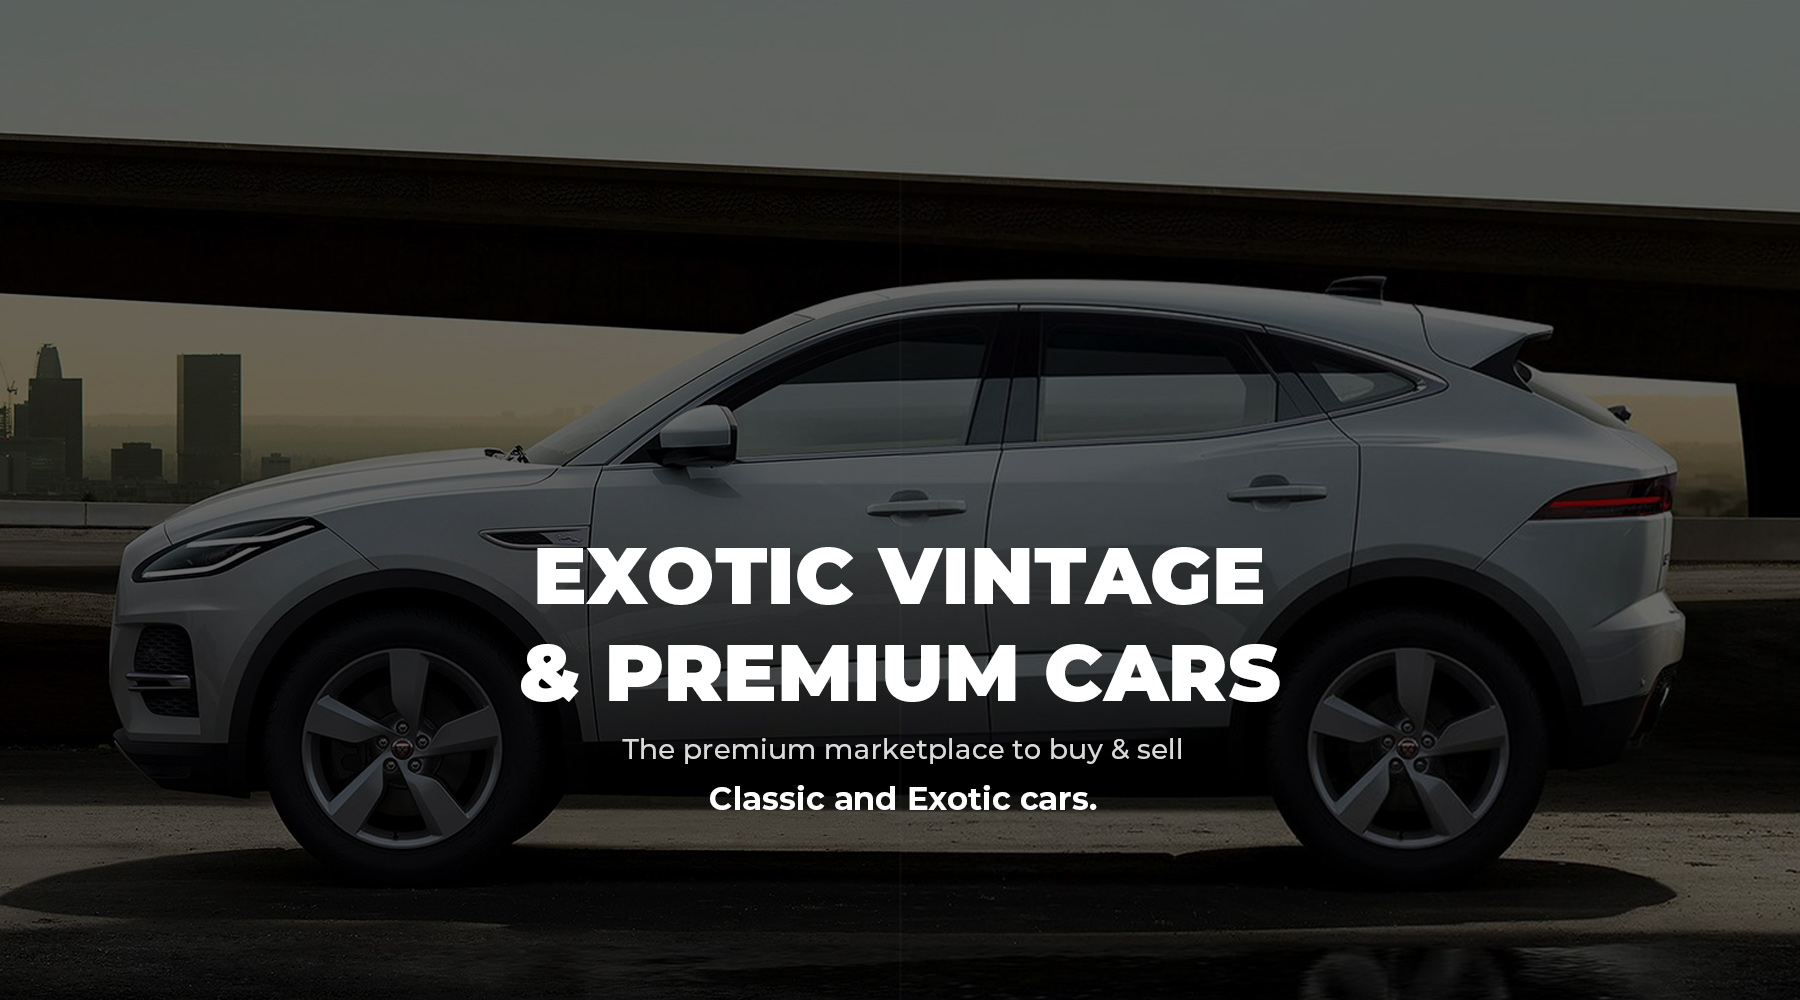 EXOTIC VINTAGE
& PREMIUM CARS
The premium marketplace to buy & sell
Classic and Exotic cars.